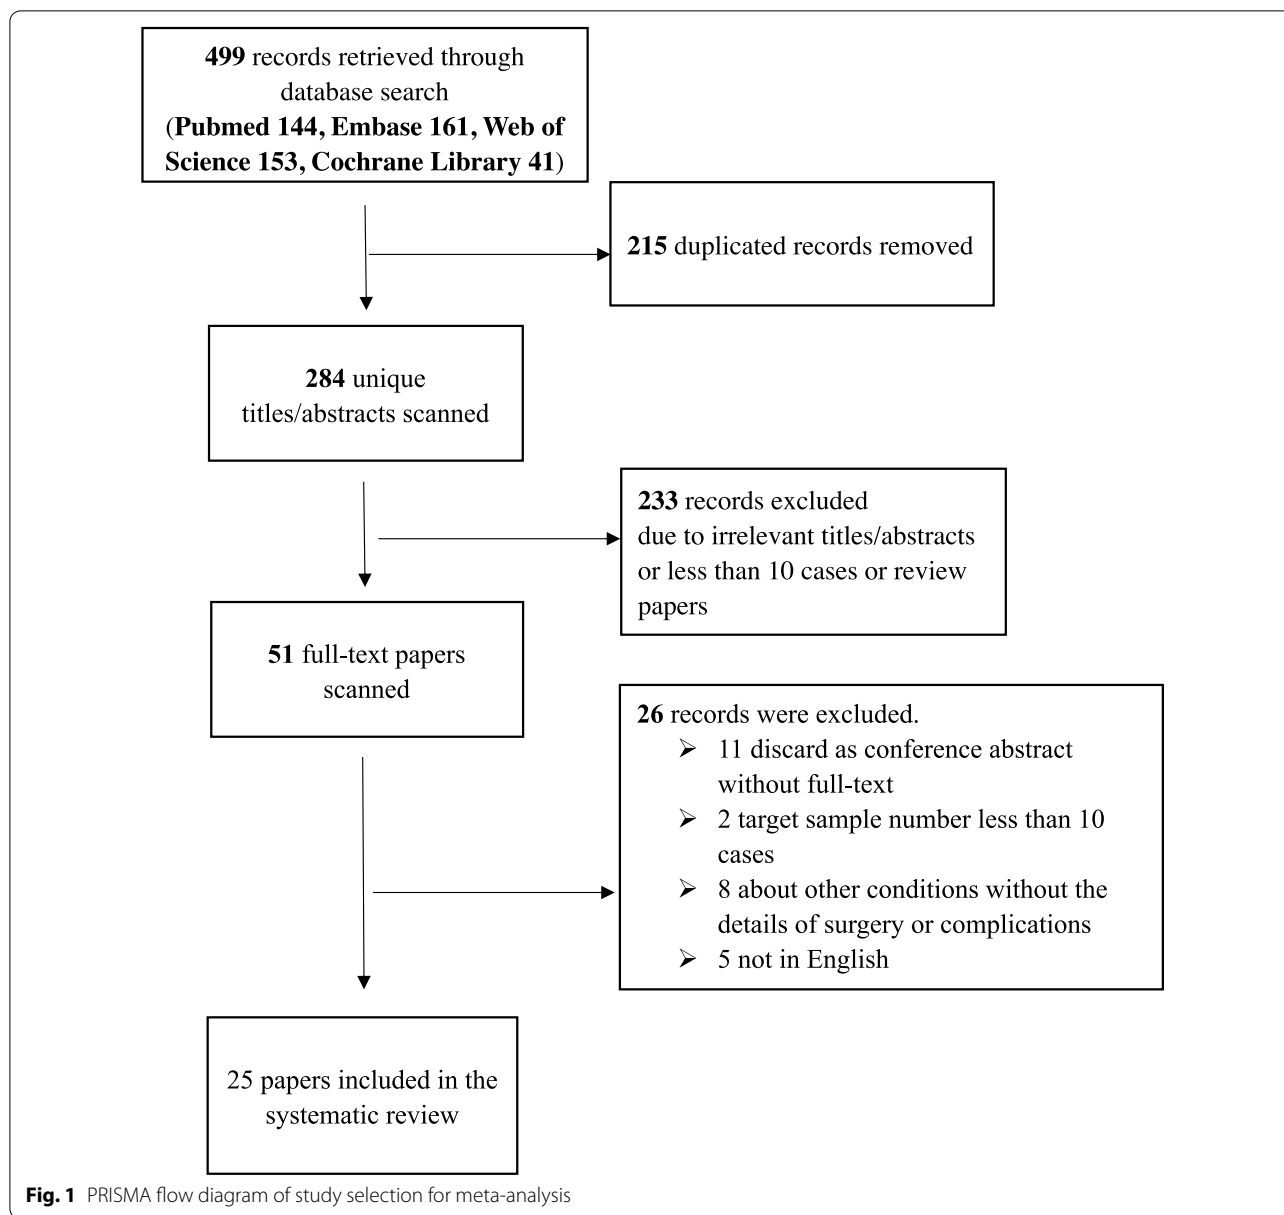 499 records retrieved through
database search
(Pubmed 144, Embase 161, Web of
Science 153, Cochrane Library 41)
215 duplicated records removed
284 unique
titles/abstracts scanned
233 records excluded
due to irrelevant titles/abstracts
or less than 10 cases or review
papers
51 full-text papers
scanned
26 records were excluded.
➢ 11 discard as conference abstract
without full-text
➢ 2 target sample number less than 10
cases
➢ 8 about other conditions without the
details of surgery or complications
➢ 5 not in English
25 papers included in the
systematic review
Fig. 1 PRISMA flow diagram of study selection for meta-analysis